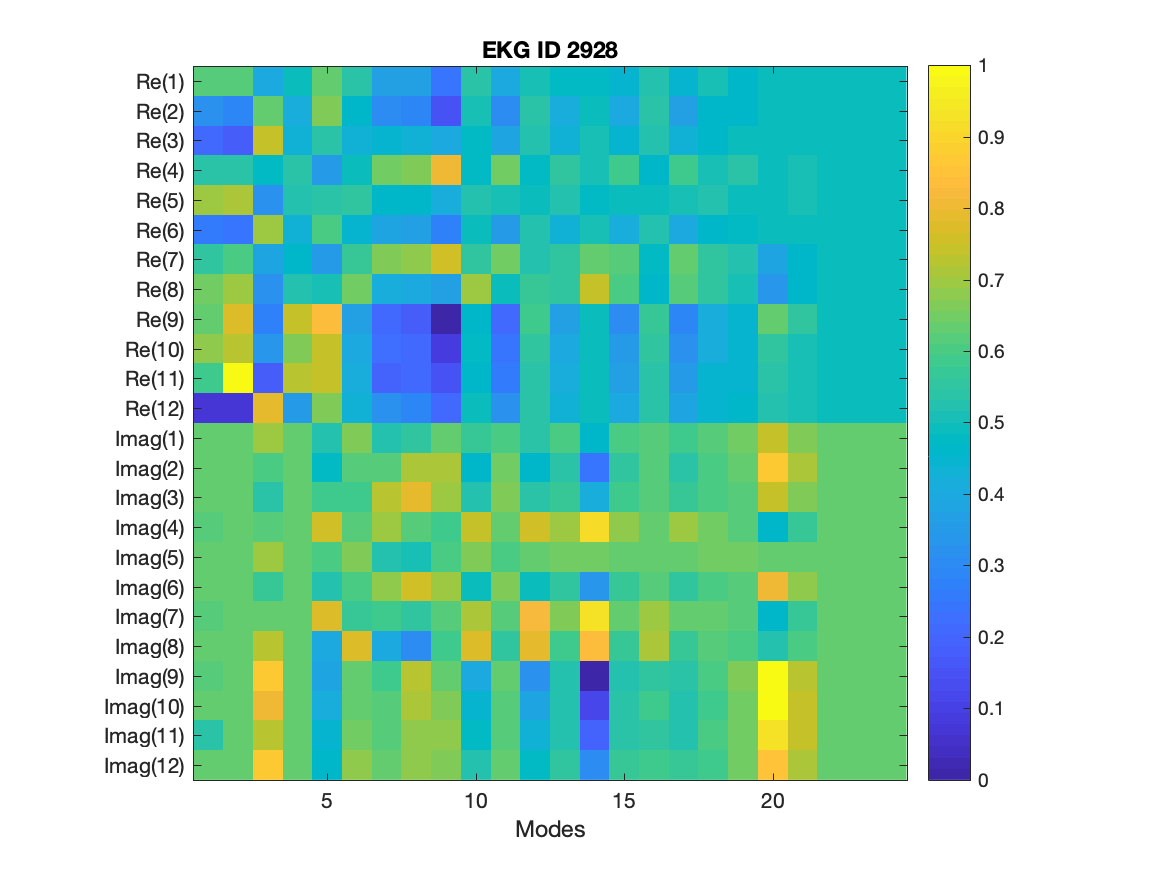 EKG ID 2928
Re(1)
Re(2)
Re(3)
Re(4)
Re(5)
Re(6)
Re(7)
Re(8)
Re(9)
Re(10)
Re(11)
Re(12)
Imag(1)
Imag(2)
Imag(3)
Imag(4)
Imag(5)
Imag(6)
Imag(7)
Imag(8)
Imag(9)
Imag(10)
Imag(11)
Imag(12)
5 10 15 20
Modes
1
0.9
0.8
0.7
0.6
0.5
0.4
0.3
0.2
0.1
0